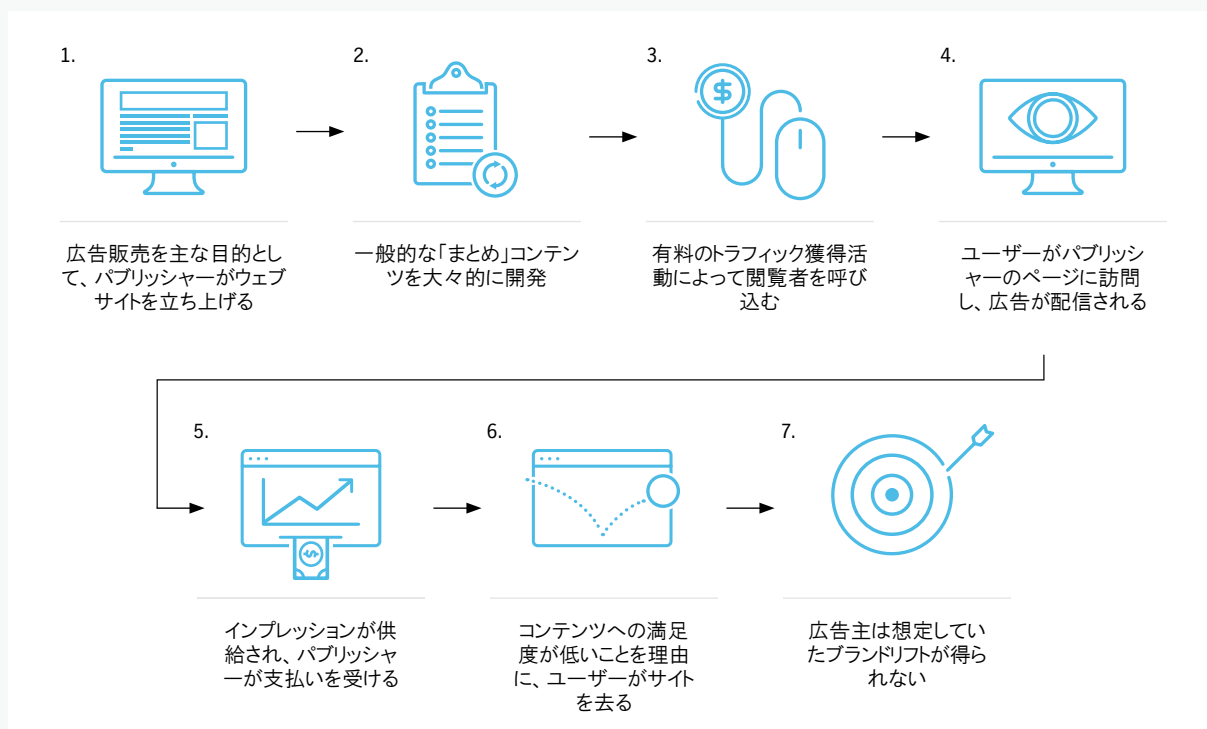 1.
広告販売を主な目的とし
て、パブリッシャーがウェブ
サイトを立ち上げる
2.
一般的な「まとめ」コンテン
ツを大々的に開発
3.
$
有料のトラフィック獲得活
動によって閲覧者を呼び
込む
4.
ユーザーがパブリッシ
ャーのページに訪問
し、広告が配信される
5.
$
インプレッションが供
給され、パブリッシャ
ーが支払いを受ける
6.
コンテンツへの満足
度が低いことを理由
に、ユーザーがサイト
を去る
7.
広告主は想定してい
たブランドリフトが得ら
れない